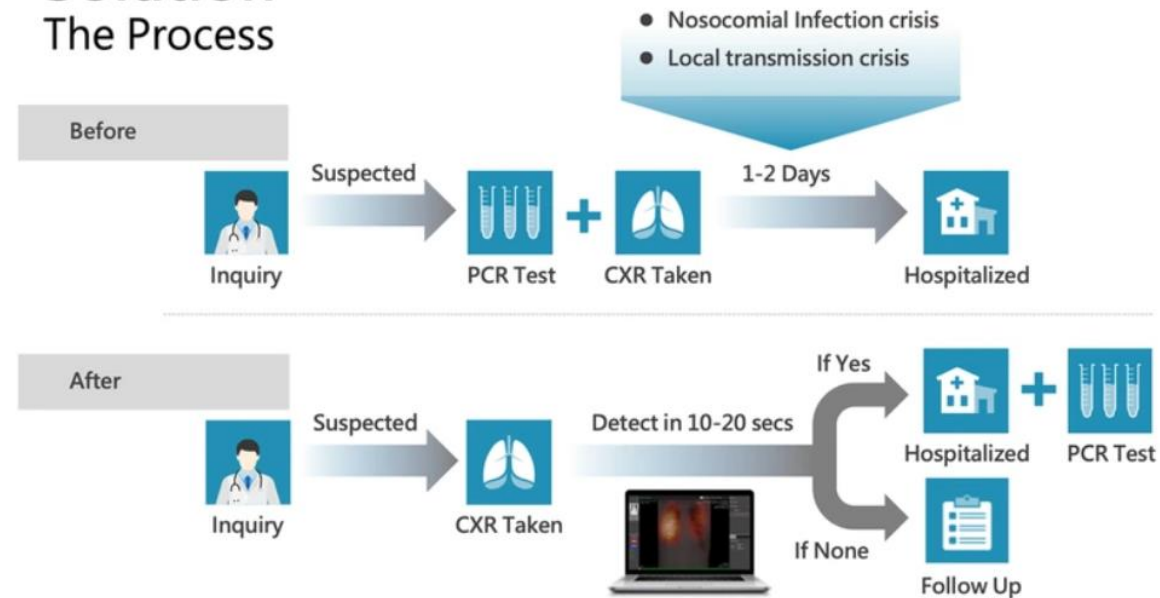 The Process
● Nosocomial Infection crisis
● Local transmission crisis
Before
Suspected
1-2 Days
Inquiry
PCR Test
CXR Taken
Hospitalized
After
Suspected
Detect in 10-20 secs
If Yes
Hospitalized
PCR Test
Inquiry
CXR Taken
If None
Follow Up